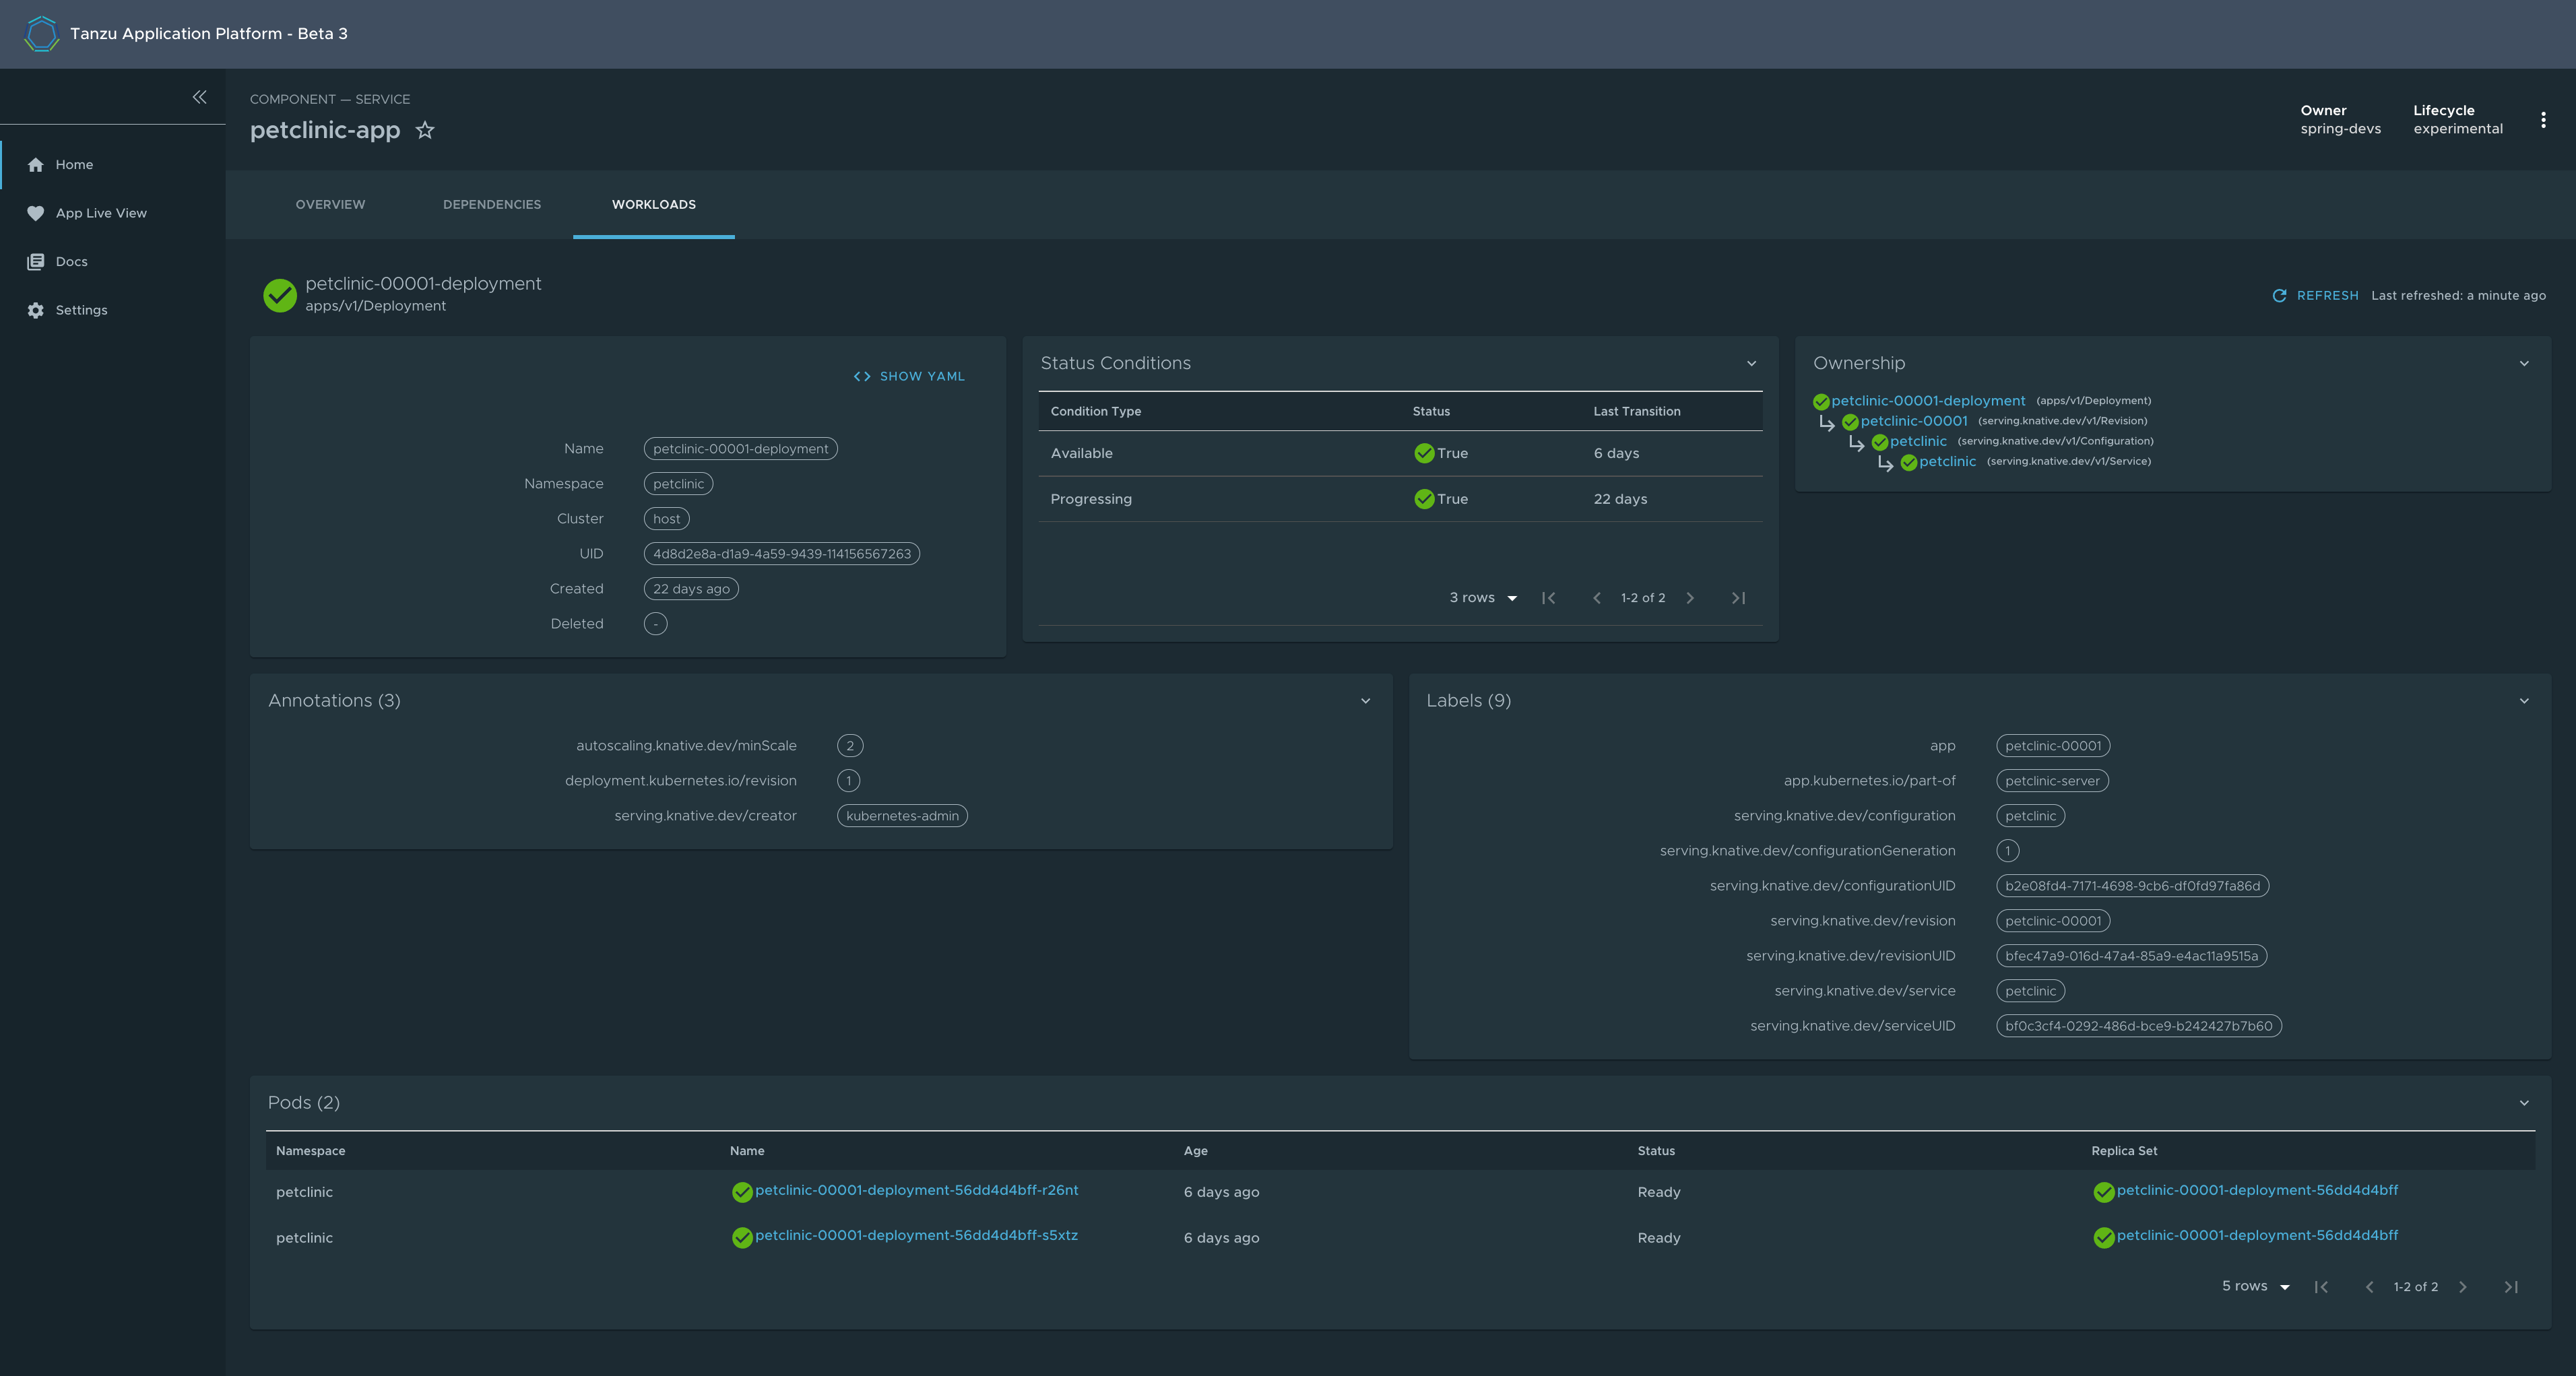 Tanzu Application Platform - Beta 3
Home
App Live View
Docs
Settings
COMPONENT — SERVICE
petclinic-app
Owner
spring-devs
Lifecycle
experimental
OVERVIEW
DEPENDENCIES
WORKLOADS
petclinic-00001-deployment
apps/v1/Deployment
REFRESH Last refreshed: a minute ago
SHOW YAML
Name petclinic-00001-deployment
Namespace petclinic
Cluster host
UID 4d8d2e8a-d1a9-4a59-9439-114156567263
Created 22 days ago
Deleted -
Status Conditions
Condition Type Status Last Transition
Available True 6 days
Progressing True 22 days
3 rows 1-2 of 2
Ownership
petclinic-00001-deployment (apps/v1/Deployment)
petclinic-00001 (serving.knative.dev/v1/Revision)
petclinic (serving.knative.dev/v1/Configuration)
petclinic (serving.knative.dev/v1/Service)
Annotations (3)
autoscaling.knative.dev/minScale 2
deployment.kubernetes.io/revision 1
serving.knative.dev/creator kubernetes-admin
Labels (9)
app petclinic-00001
app.kubernetes.io/part-of petclinic-server
serving.knative.dev/configuration petclinic
serving.knative.dev/configurationGeneration 1
serving.knative.dev/configurationUID b2e08fd4-7171-4698-9cb6-df0fd97fa86d
serving.knative.dev/revision petclinic-00001
serving.knative.dev/revisionUID bfec47a9-016d-47a4-85a9-e4ac11a9515a
serving.knative.dev/service petclinic
serving.knative.dev/serviceUID bf0c3cf4-0292-486d-bce9-b242427b7b60
Pods (2)
Namespace Name Age Status Replica Set
petclinic petclinic-00001-deployment-56dd4d4bff-r26nt 6 days ago Ready petclinic-00001-deployment-56dd4d4bff
petclinic petclinic-00001-deployment-56dd4d4bff-s5xtz 6 days ago Ready petclinic-00001-deployment-56dd4d4bff
5 rows 1-2 of 2